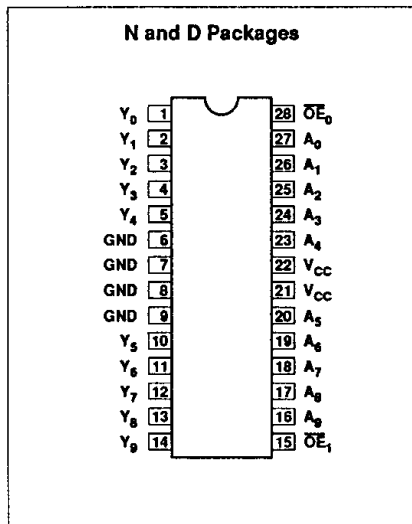 N and D Packages
Y0 1 28 O̅E̅0
Y1 2 27 A0
Y2 3 26 A1
Y3 4 25 A2
Y4 5 24 A3
GND 6 23 A4
GND 7 22 VCC
GND 8 21 VCC
GND 9 20 A5
Y5 10 19 A6
Y6 11 18 A7
Y7 12 17 A8
Y8 13 16 A9
Y9 14 15 O̅E̅1